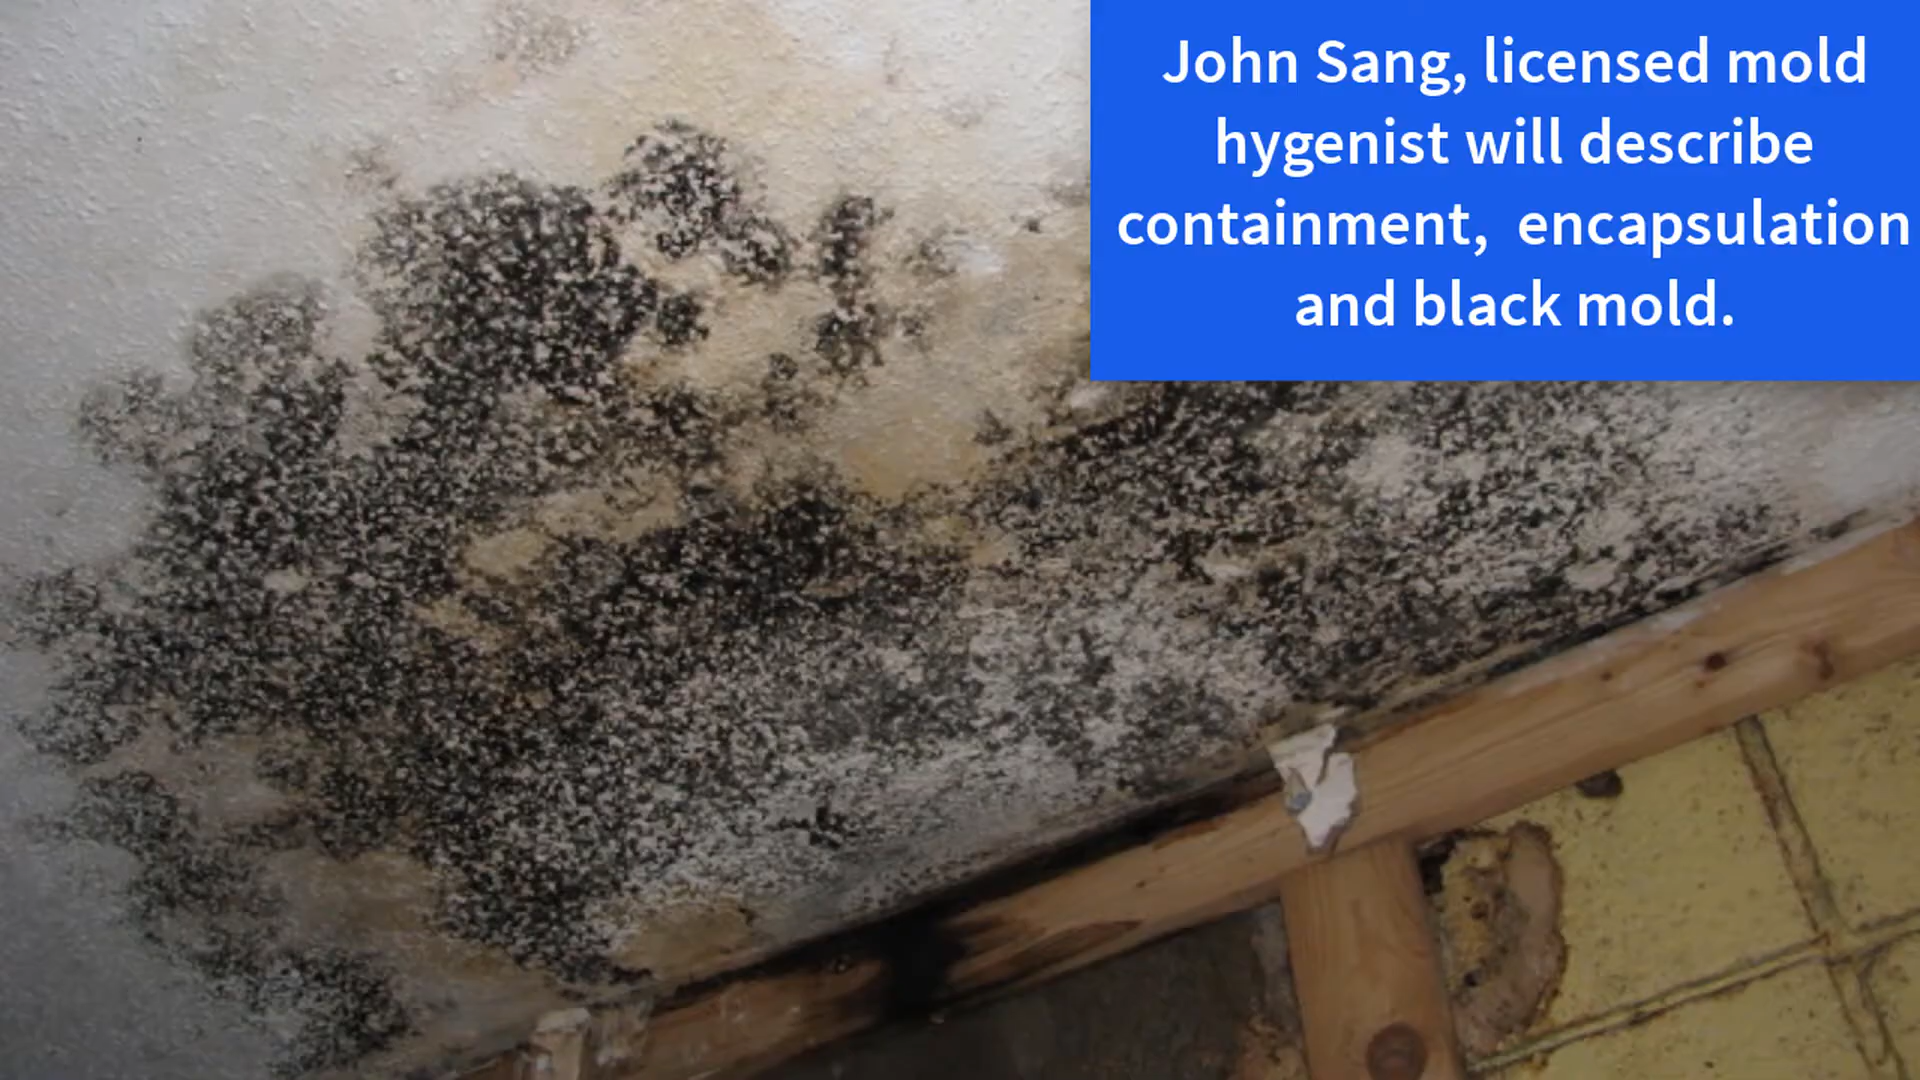 John Sang, licensed mold
hygenist will describe
containment,  encapsulation
and black mold.